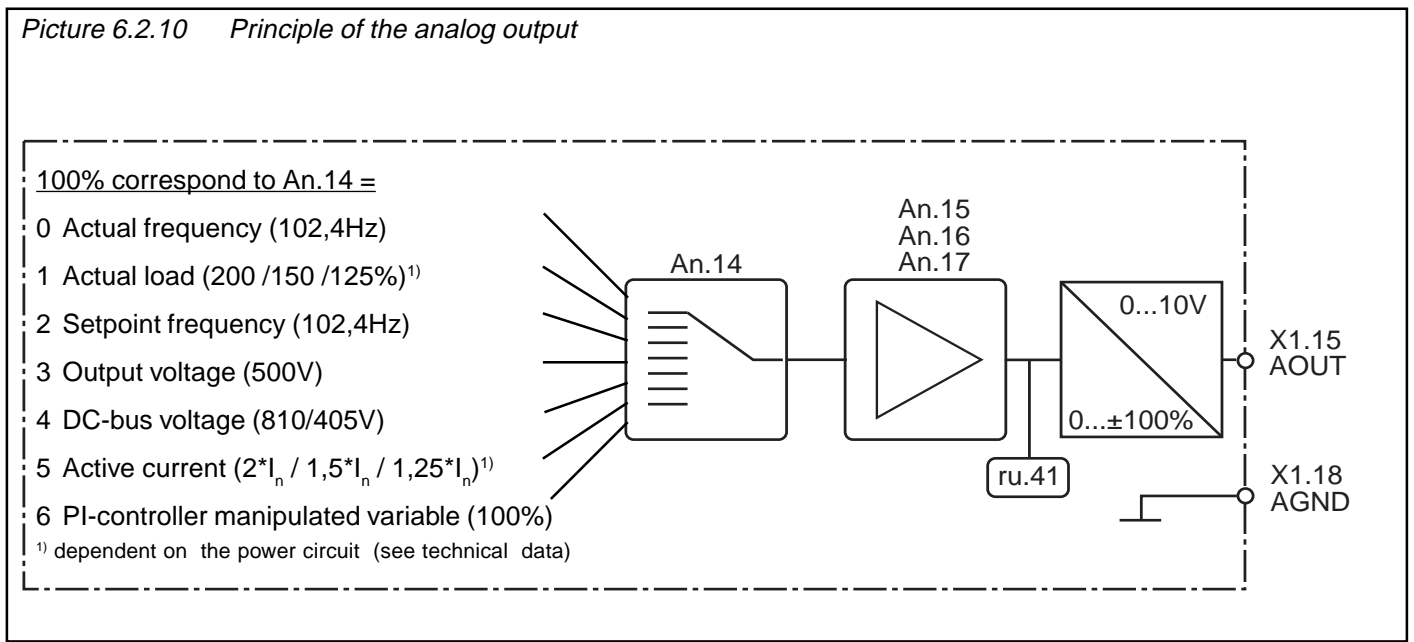 Picture 6.2.10 Principle of the analog output
100% correspond to An.14 =
0 Actual frequency (102,4Hz)
1 Actual load (200 /150 /125%)¹⁾
2 Setpoint frequency (102,4Hz)
3 Output voltage (500V)
4 DC-bus voltage (810/405V)
5 Active current (2*Iₙ / 1,5*Iₙ / 1,25*Iₙ)¹⁾
6 PI-controller manipulated variable (100%)
¹⁾ dependent on the power circuit (see technical data)
An.14
An.15
An.16
An.17
ru.41
0...10V
0...±100%
X1.15
AOUT
X1.18
AGND